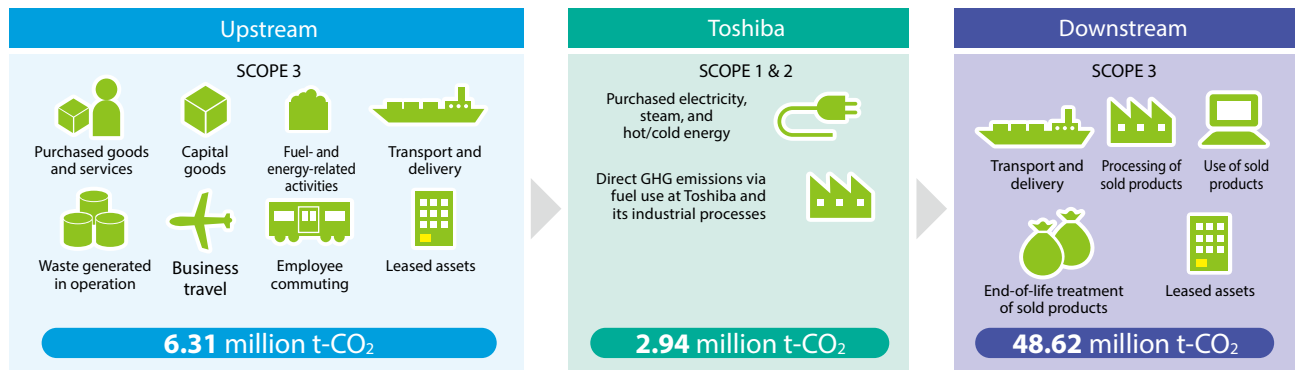 Upstream
SCOPE 3
Purchased goods
and services
Capital
goods
Fuel- and
energy-related
activities
Transport and
delivery
Waste generated
in operation
Business
travel
Employee
commuting
Leased assets
6.31 million t-CO₂
Toshiba
SCOPE 1 & 2
Purchased electricity,
steam, and
hot/cold energy
Direct GHG emissions via
fuel use at Toshiba and
its industrial processes
2.94 million t-CO₂
Downstream
SCOPE 3
Transport and
delivery
Processing of
sold products
Use of sold
products
End-of-life treatment
of sold products
Leased assets
48.62 million t-CO₂